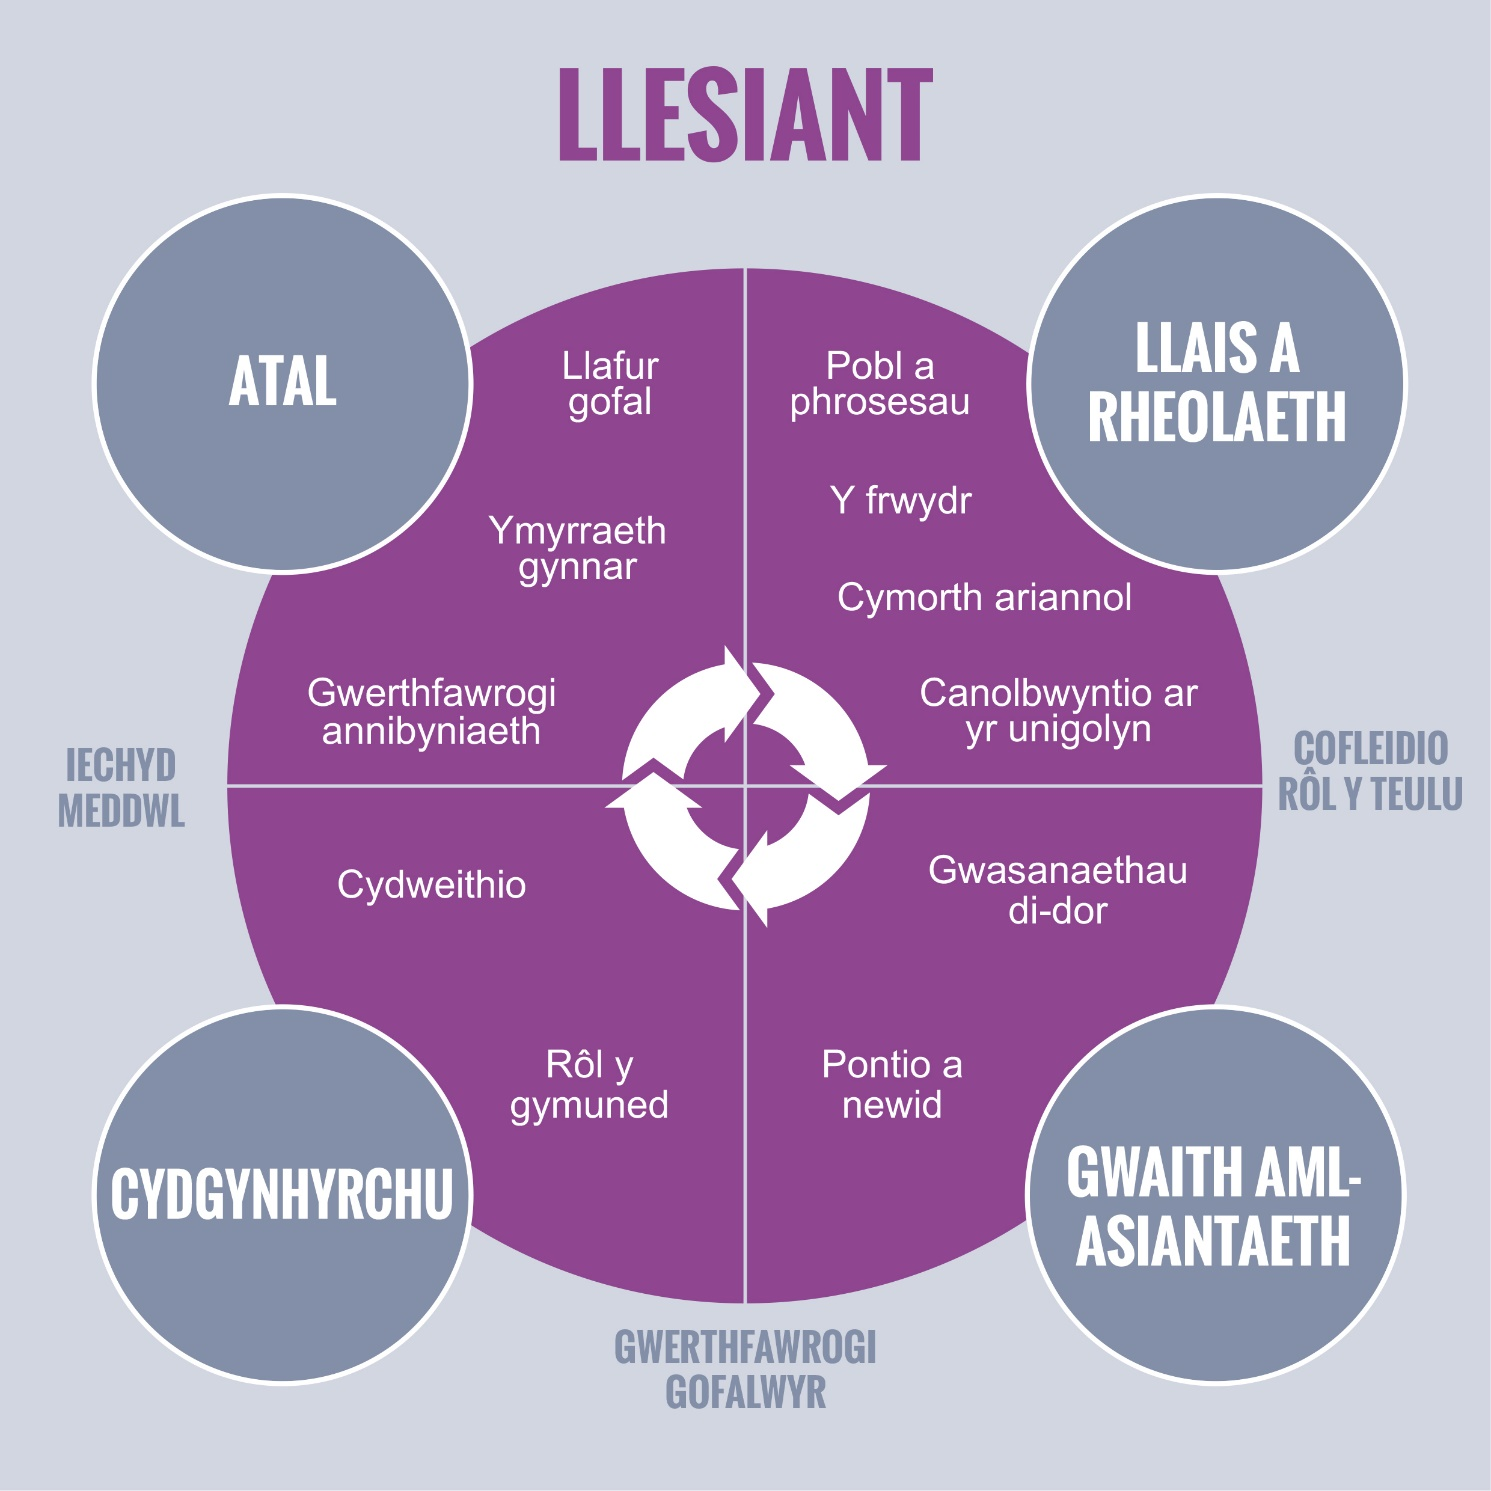 LLESIANT
ATAL
Llafur
gofal
Ymyrraeth
gynnar
Gwerthfawrogi
annibyniaeth
LLAIS A
RHEOLAETH
Pobl a
phrosesau
Y frwydr
Cymorth ariannol
Canolbwyntio ar
yr unigolyn
IECHYD
MEDDWL
COFLEIDIO
RÔL Y TEULU
Cydweithio
Rôl y
gymuned
CYDGYNHYRCHU
Gwasanaethau
di-dor
Pontio a
newid
GWAITH AML-
ASIANTAETH
GWERTHFAWROGI
GOFALWYR